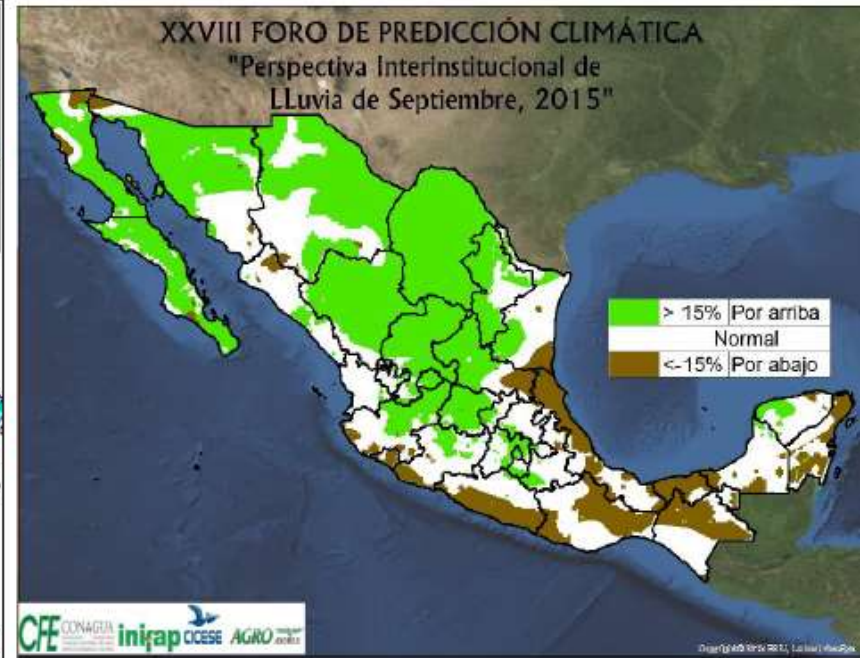 XXVIII FORO DE PREDICCIÓN CLIMÁTICA
"Perspectiva Interinstitucional de
LLuvia de Septiembre, 2015"
> 15% Por arriba
Normal
<-15% Por abajo
CFE CONAGUA inifap CICESE AGRO